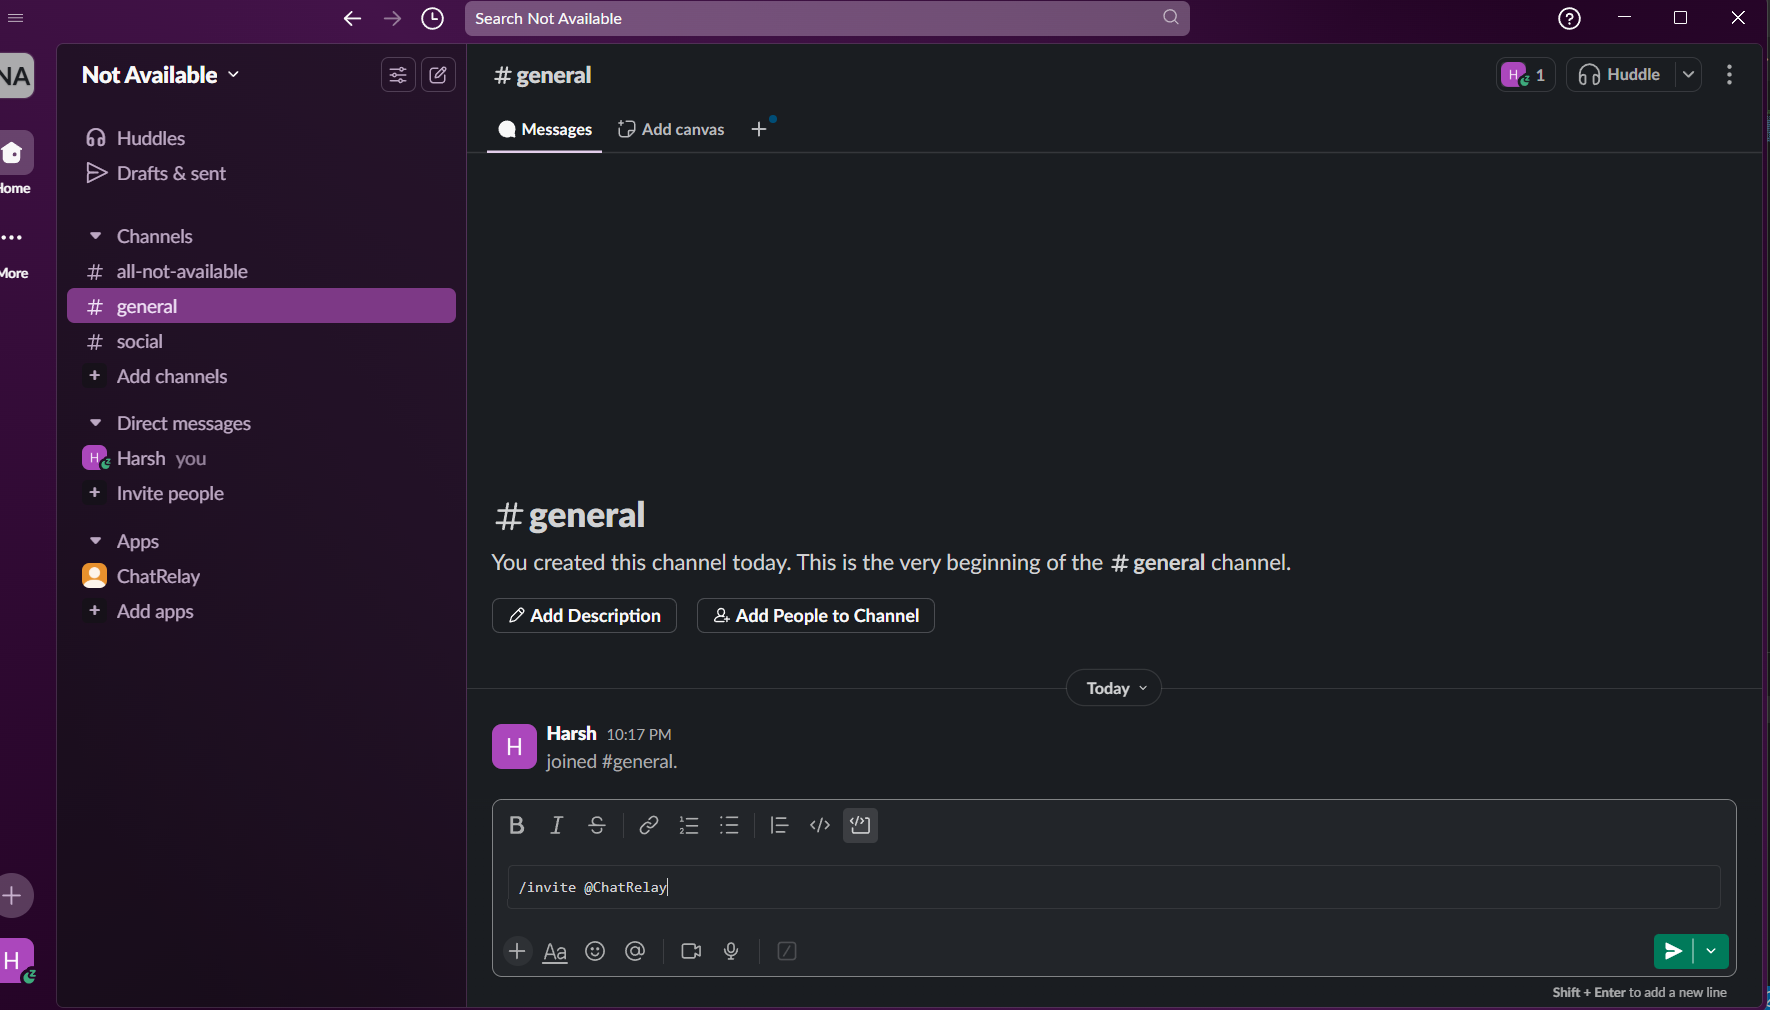 Search Not Available
NA
Home
More
H
Not Available
Huddles
Drafts & sent
Channels
# all-not-available
# general
# social
+ Add channels
Direct messages
H Harsh you
+ Invite people
Apps
ChatRelay
+ Add apps
# general
H 1
Huddle
Messages
Add canvas
# general
You created this channel today. This is the very beginning of the # general channel.
Add Description
Add People to Channel
Today
H
Harsh 10:17 PM
joined #general.
/invite @ChatRelay
Aa
Shift + Enter to add a new line